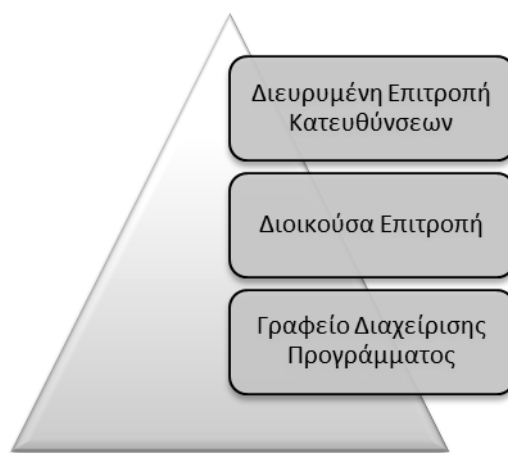 Διευρυμένη Επιτροπή
Κατευθύνσεων
Διοικούσα Επιτροπή
Γραφείο Διαχείρισης
Προγράμματος